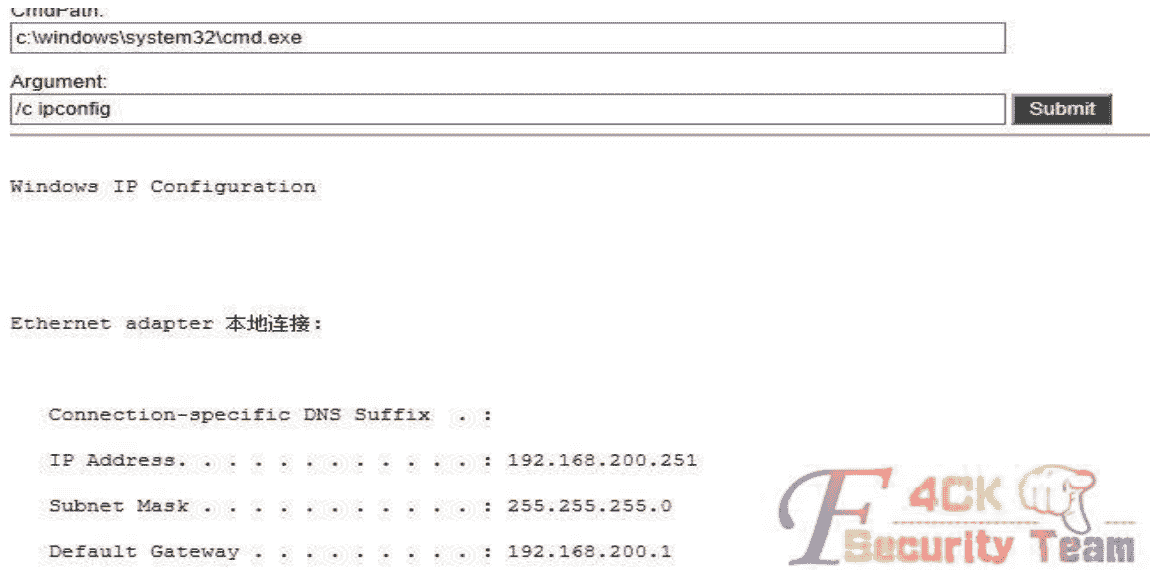 CmdPath:
c:\windows\system32\cmd.exe
Argument:
/c ipconfig
Submit
Windows IP Configuration
Ethernet adapter 本地连接:
Connection-specific DNS Suffix . :
IP Address. . . . . . . . . . . . : 192.168.200.251
Subnet Mask . . . . . . . . . . . : 255.255.255.0
Default Gateway . . . . . . . . . : 192.168.200.1
F4CK
Security Team